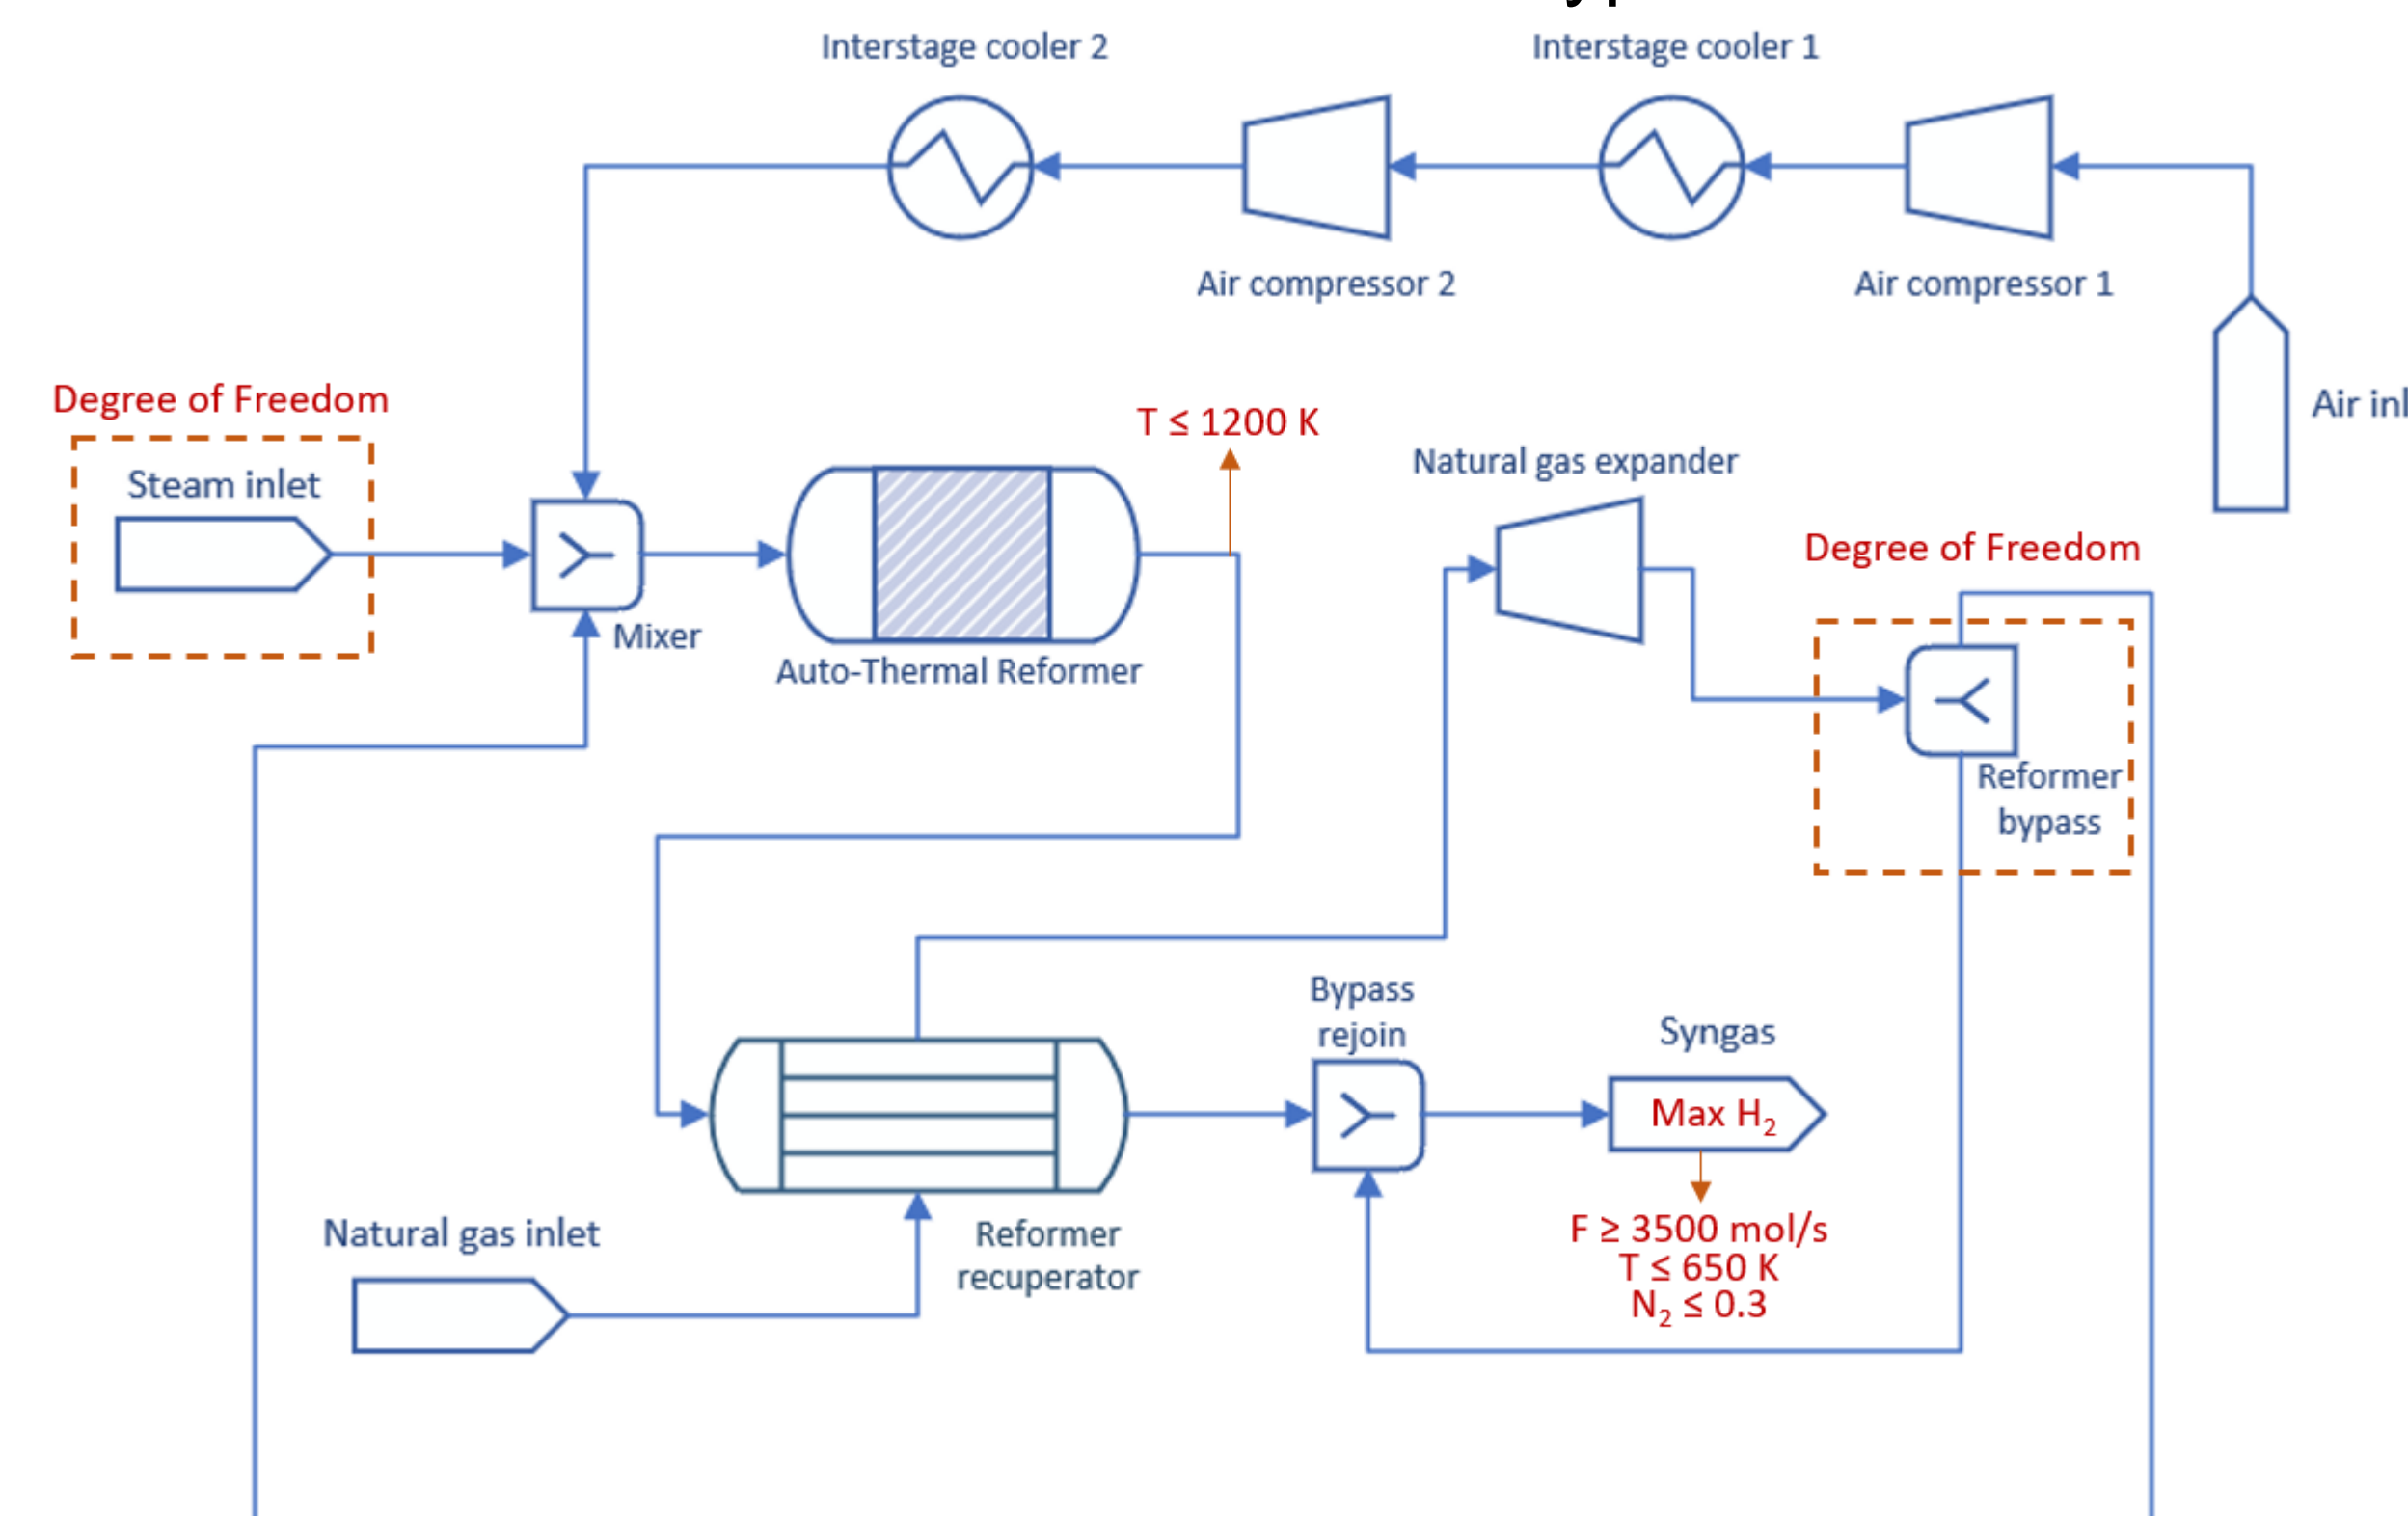 Interstage cooler 2
Interstage cooler 1
Air compressor 2
Air compressor 1
Degree of Freedom
T ≤ 1200 K
Air
Steam inlet
Natural gas expander
Degree of Freedom
Mixer
Auto-Thermal Reformer
Reformer
bypass
Bypass
rejoin
Syngas
Max H₂
Natural gas inlet
Reformer
recuperator
F ≥ 3500 mol/s
T ≤ 650 K
N₂ ≤ 0.3